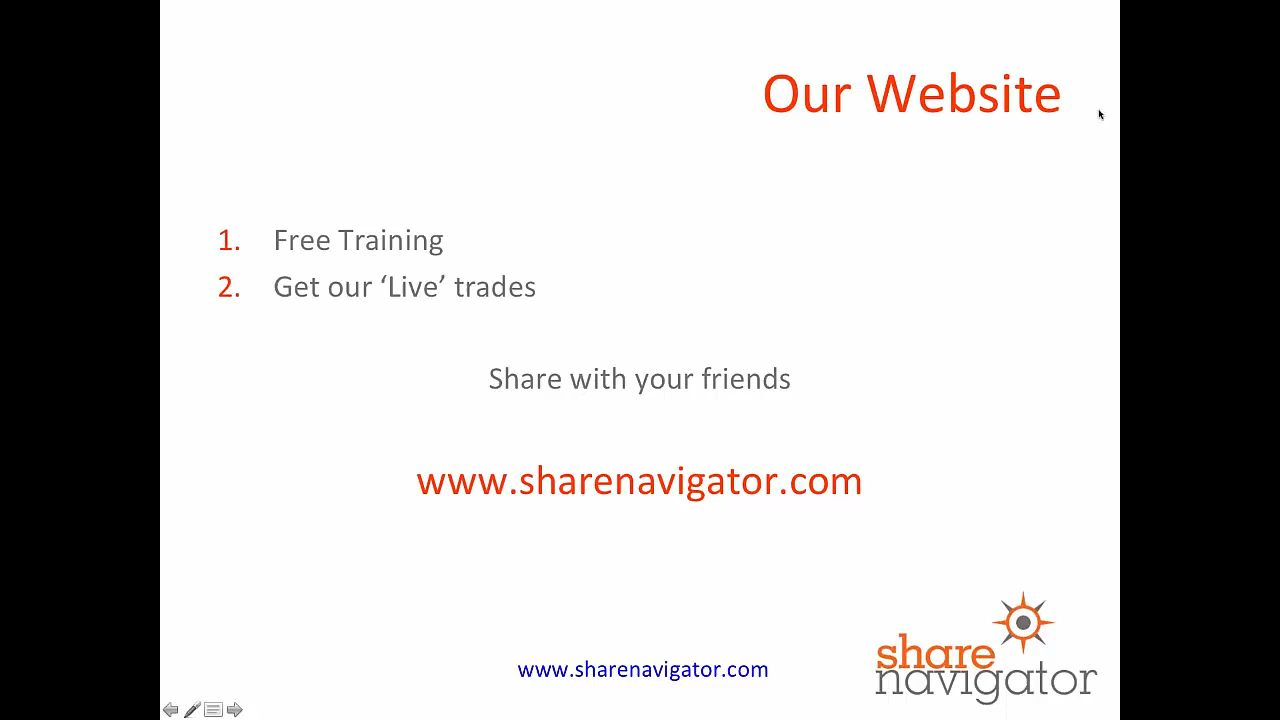 Our Website
1. Free Training
2. Get our ‘Live’ trades
Share with your friends
www.sharenavigator.com
www.sharenavigator.com
share
navigator